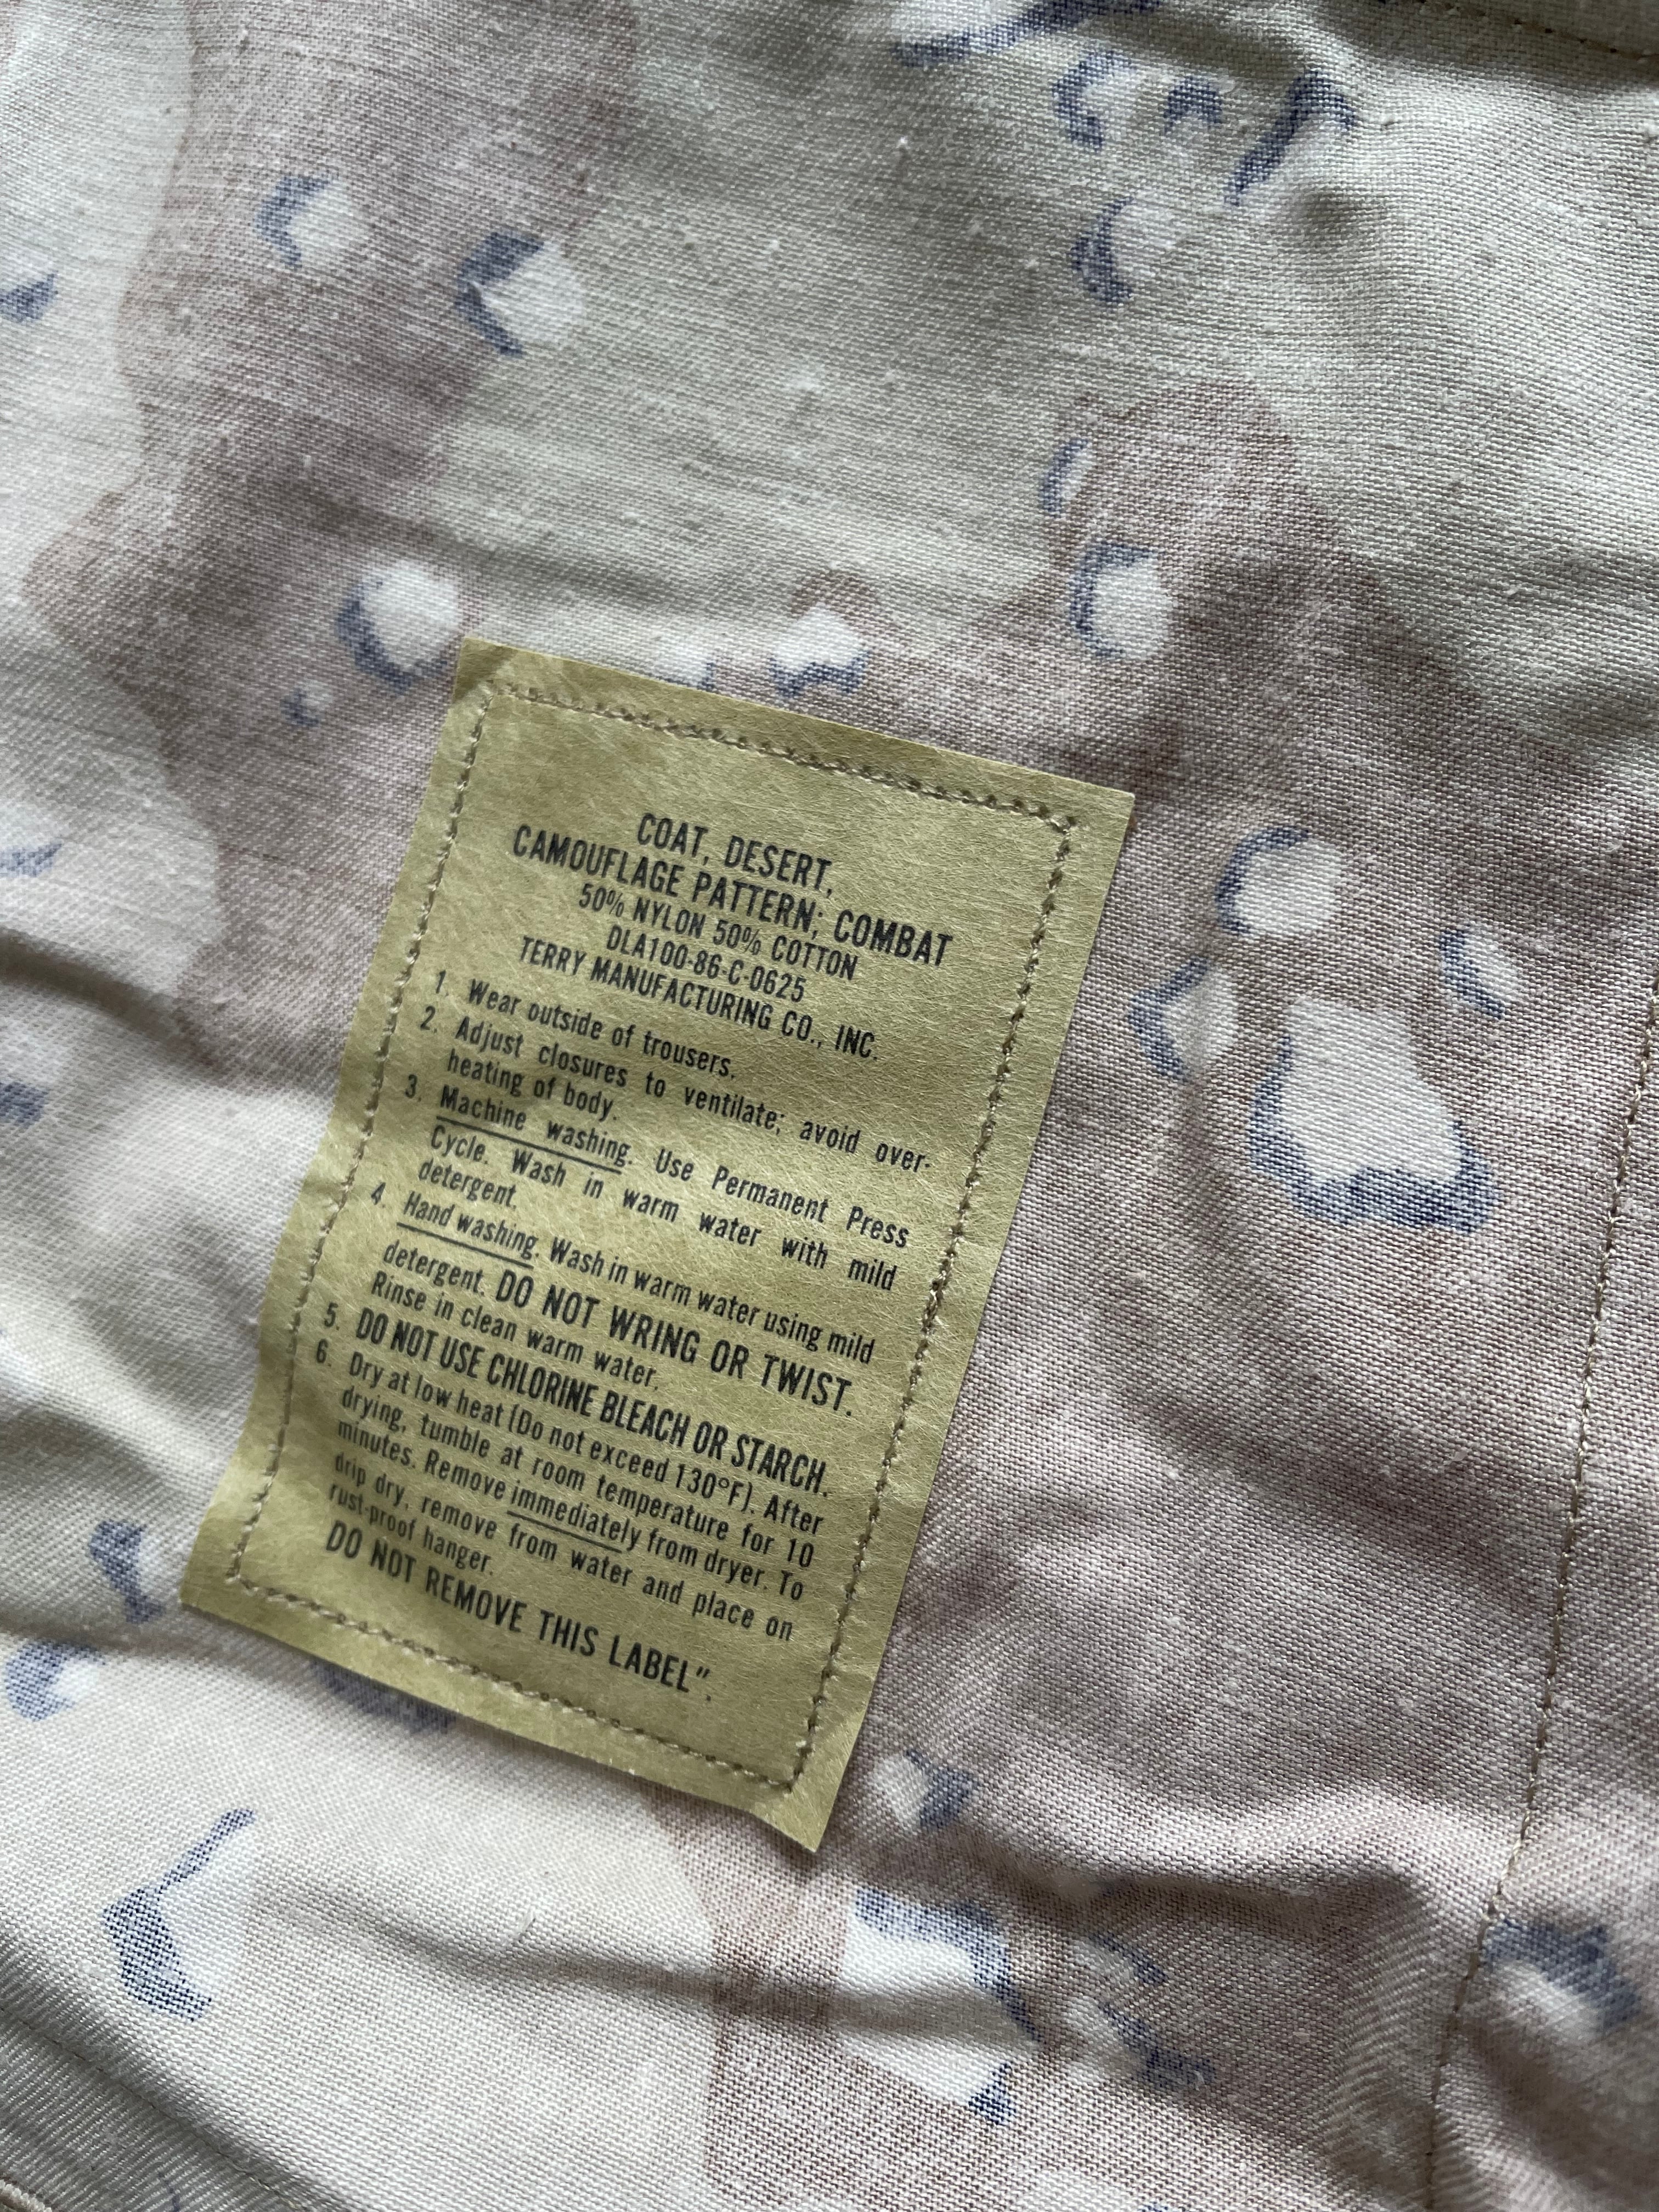 COAT, DESERT,
CAMOUFLAGE PATTERN; COMBAT
50% NYLON 50% COTTON
DLA100-86-C-0625
TERRY MANUFACTURING CO., INC.
1. Wear outside of trousers.
2. Adjust closures to ventilate; avoid over-
heating of body.
3. Machine washing. Use Permanent Press
Cycle. Wash in warm water with mild
detergent.
4. Hand washing. Wash in warm water using mild
detergent. DO NOT WRING OR TWIST.
Rinse in clean warm water.
5. DO NOT USE CHLORINE BLEACH OR STARCH.
6. Dry at low heat (Do not exceed 130°F). After
drying, tumble at room temperature for 10
minutes. Remove immediately from dryer. To
drip dry, remove from water and place on
rust-proof hanger.
DO NOT REMOVE THIS LABEL".